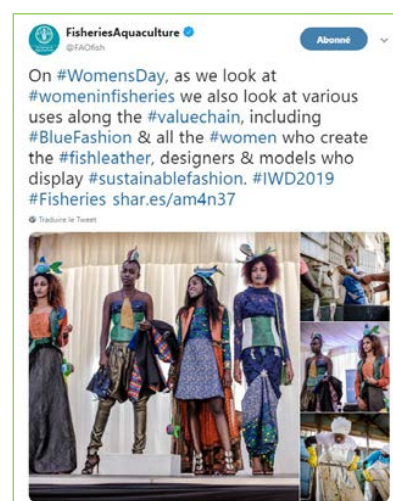 FisheriesAquaculture
@FAOfish
Abonné
On #WomensDay, as we look at
#womeninfisheries we also look at various
uses along the #valuechain, including
#BlueFashion & all the #women who create
the #fishleather, designers & models who
display #sustainablefashion. #IWD2019
#Fisheries shar.es/am4n37
Traduire le Tweet